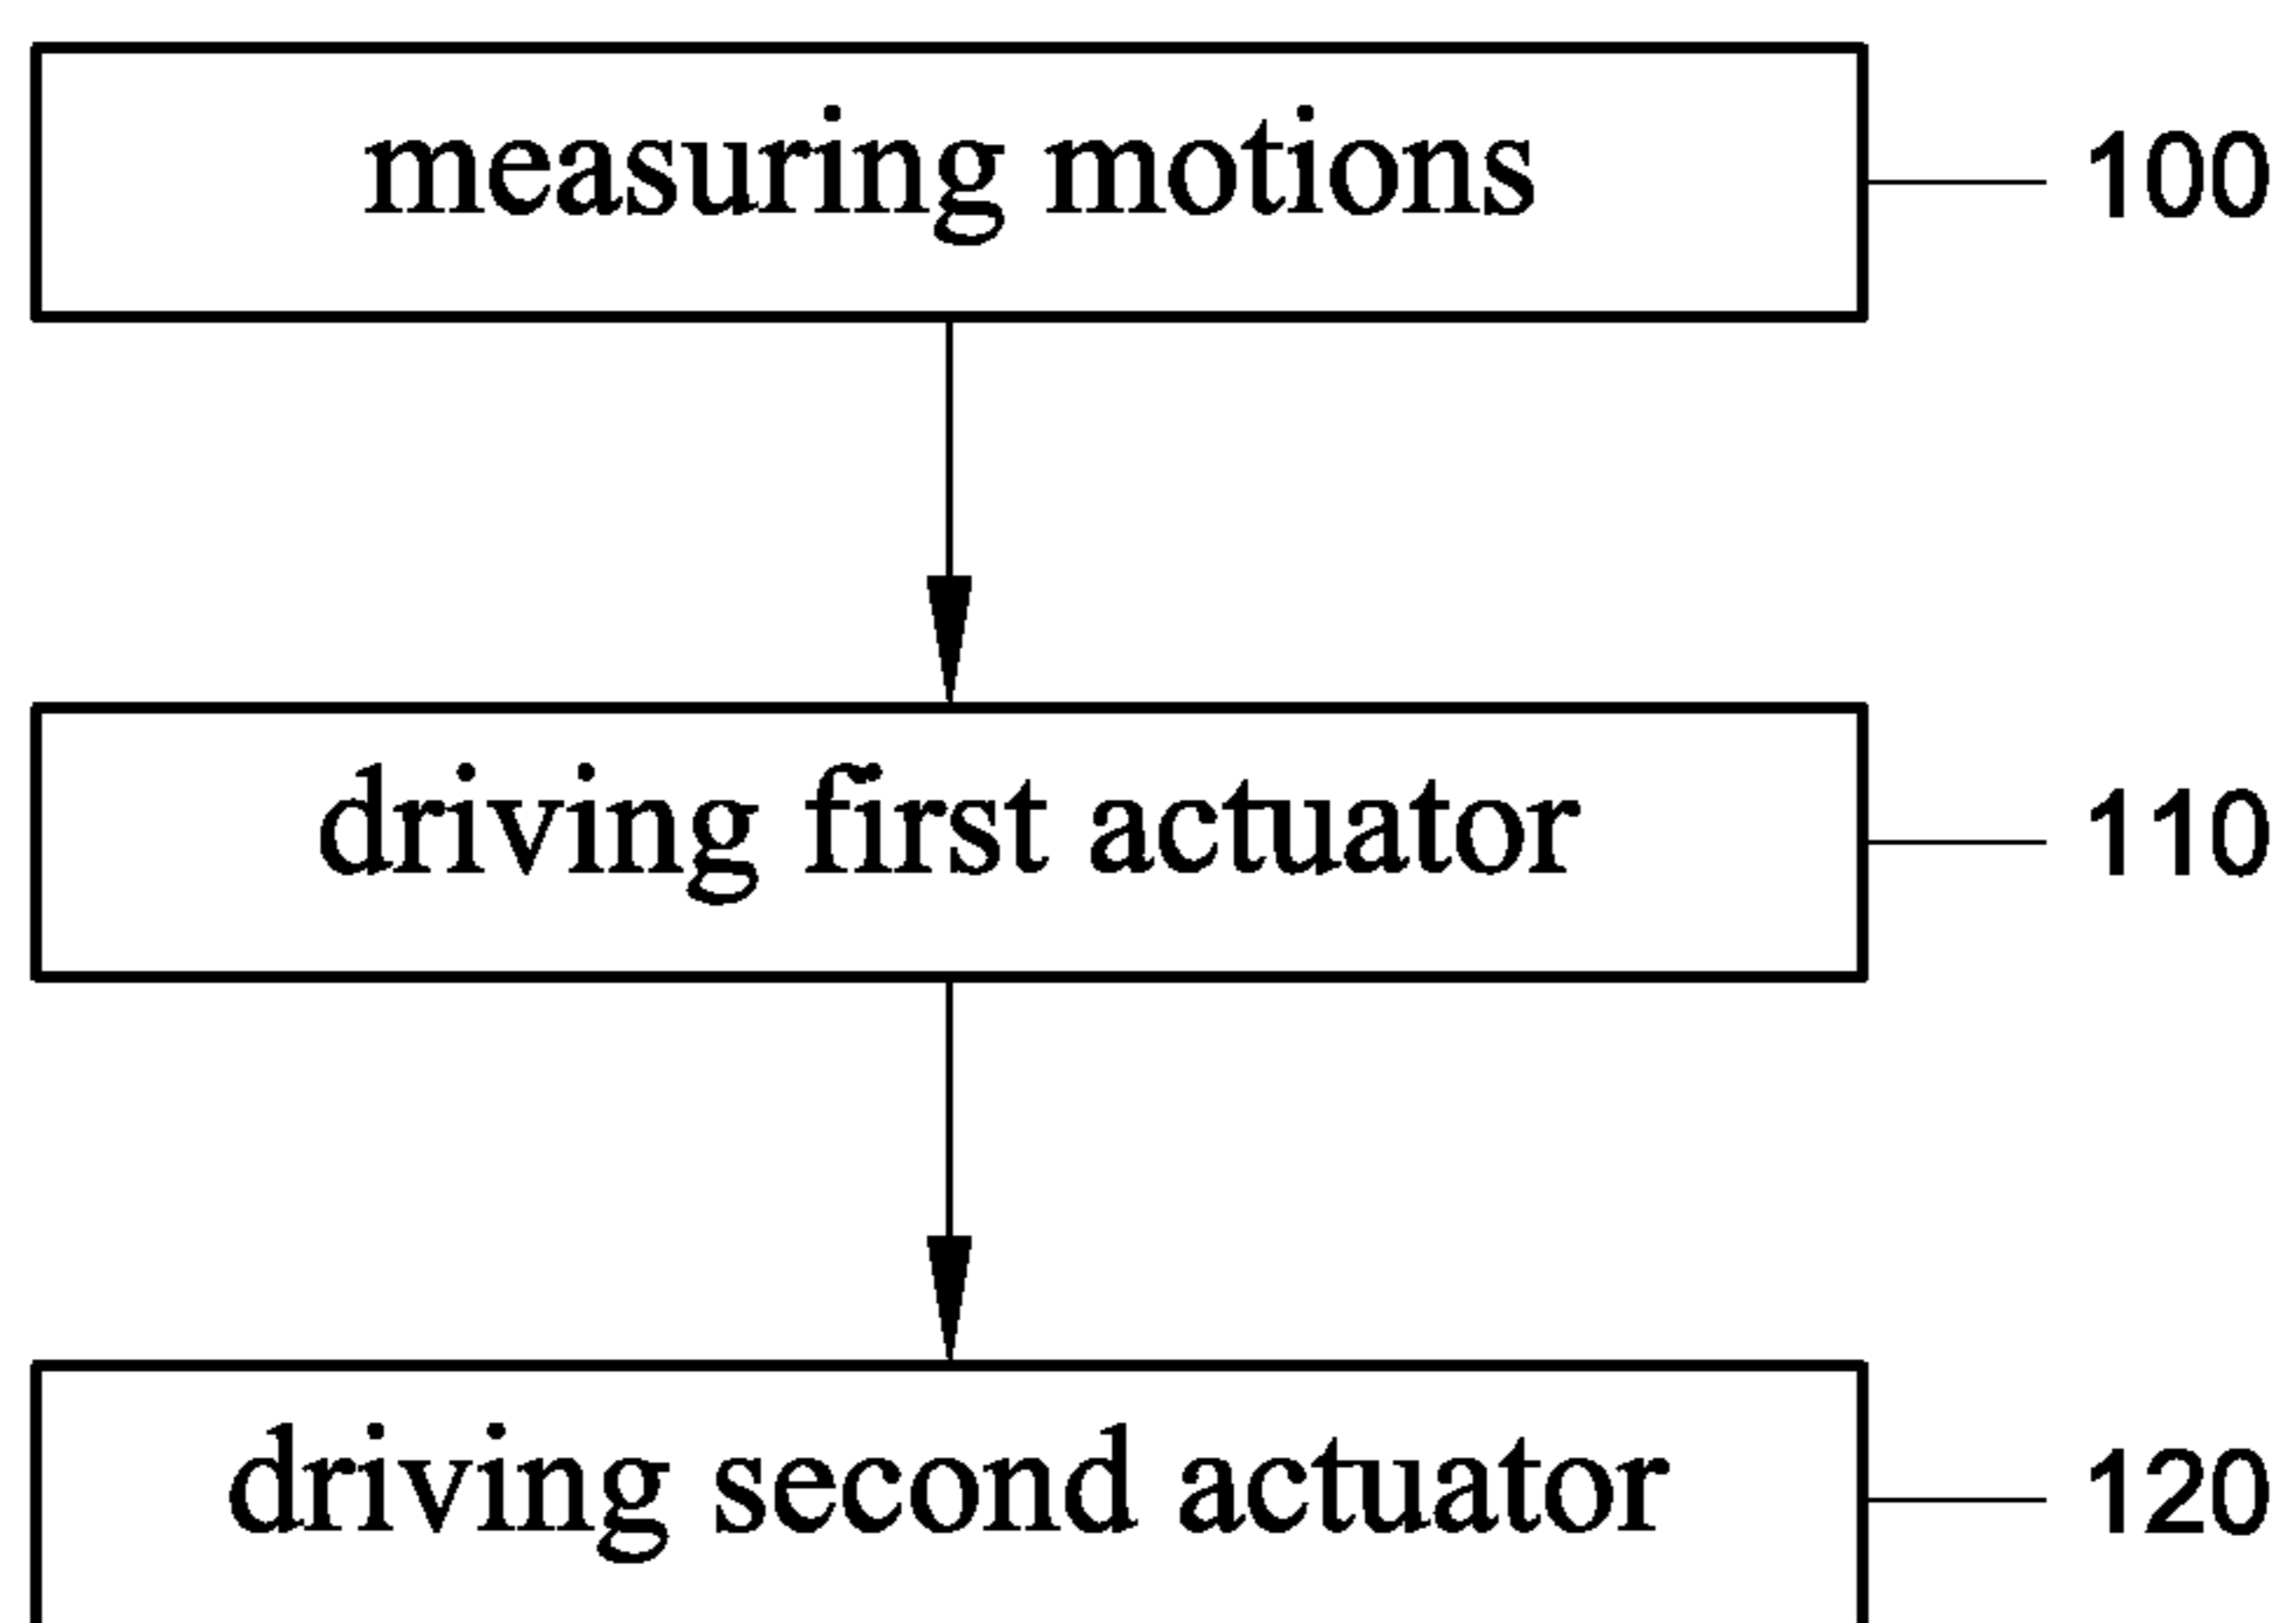 measuring motions 100
driving first actuator 110
driving second actuator 120